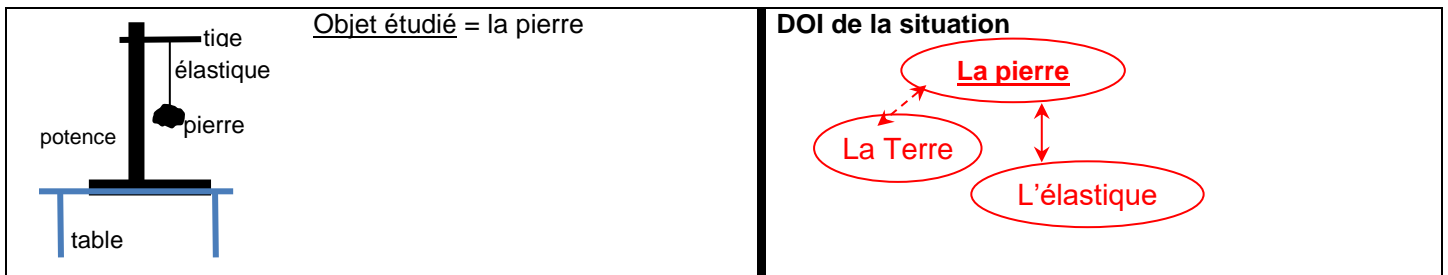 Objet étudié = la pierre
tige
élastique
pierre
potence
table
DOI de la situation
La pierre
La Terre
L'élastique